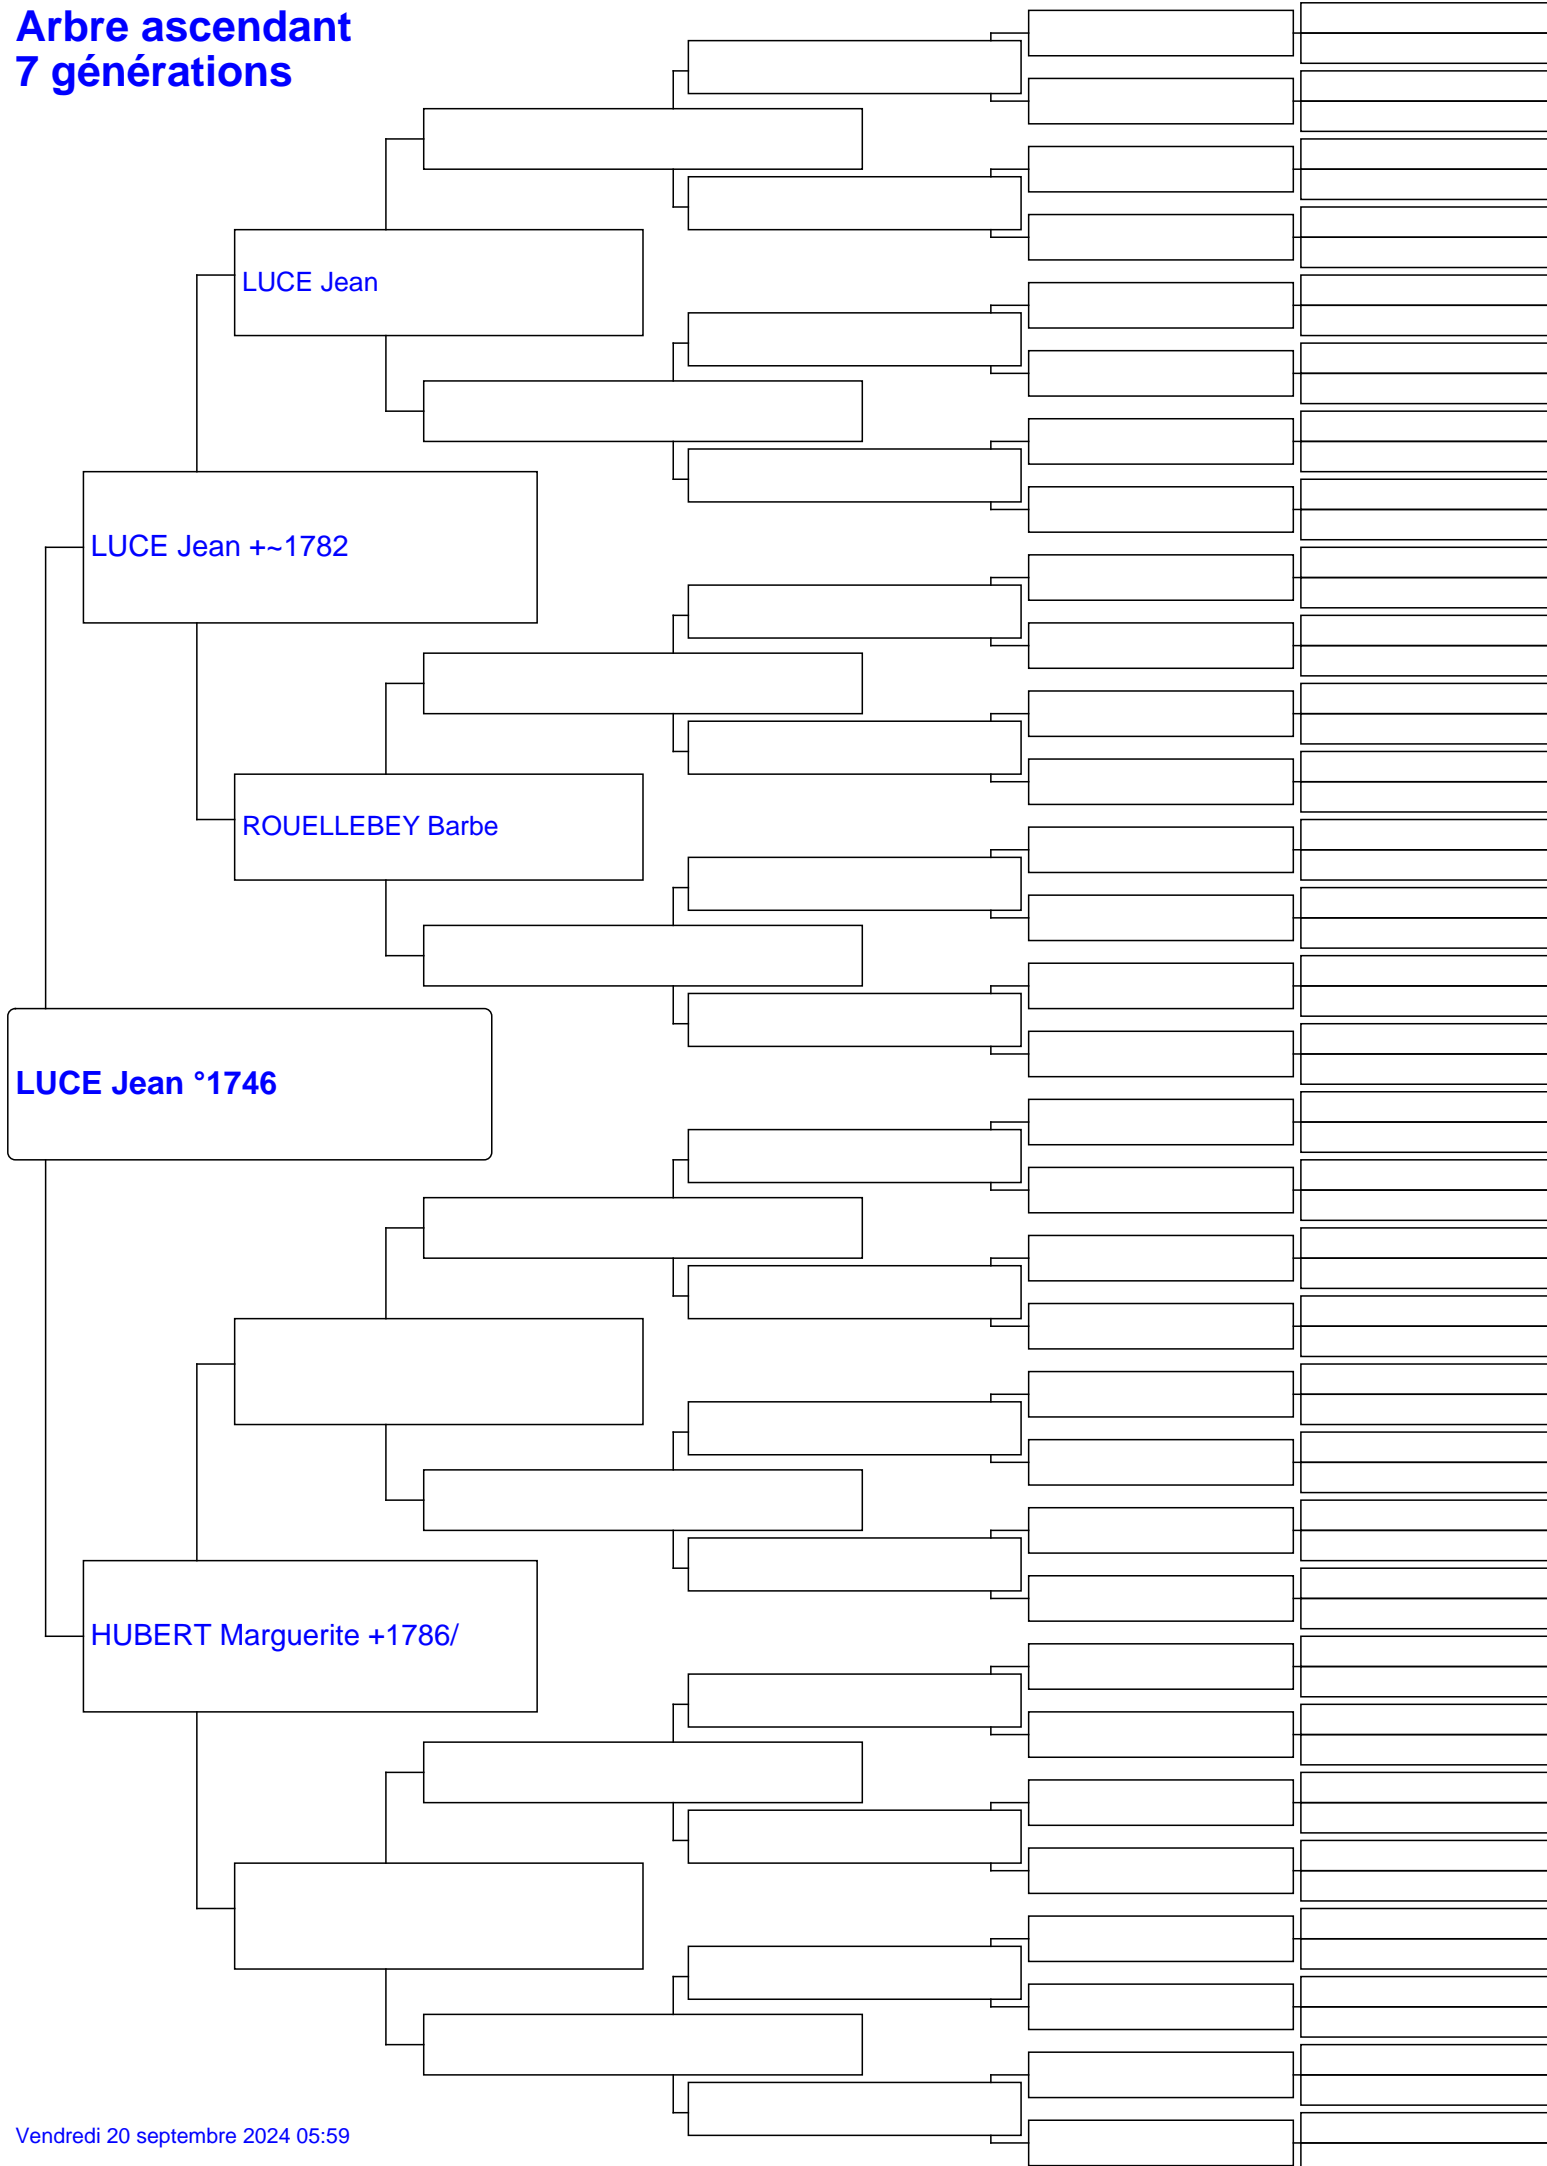 Arbre ascendant
7 générations
LUCE Jean
LUCE Jean +~1782
ROUELLEBEY Barbe
LUCE Jean °1746
HUBERT Marguerite +1786/
Vendredi 20 septembre 2024 05:59